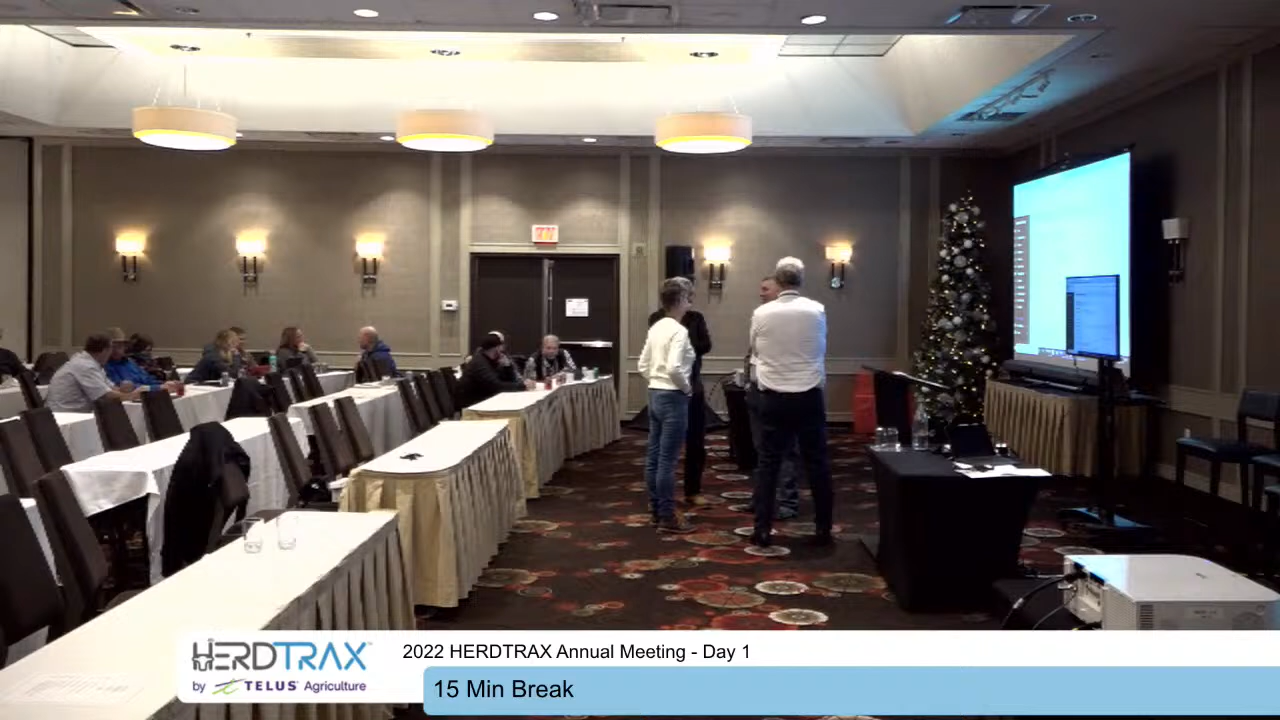 2022 HERDTRAX Annual Meeting - Day 1
HERDTRAX
by TELUS Agriculture
15 Min Break